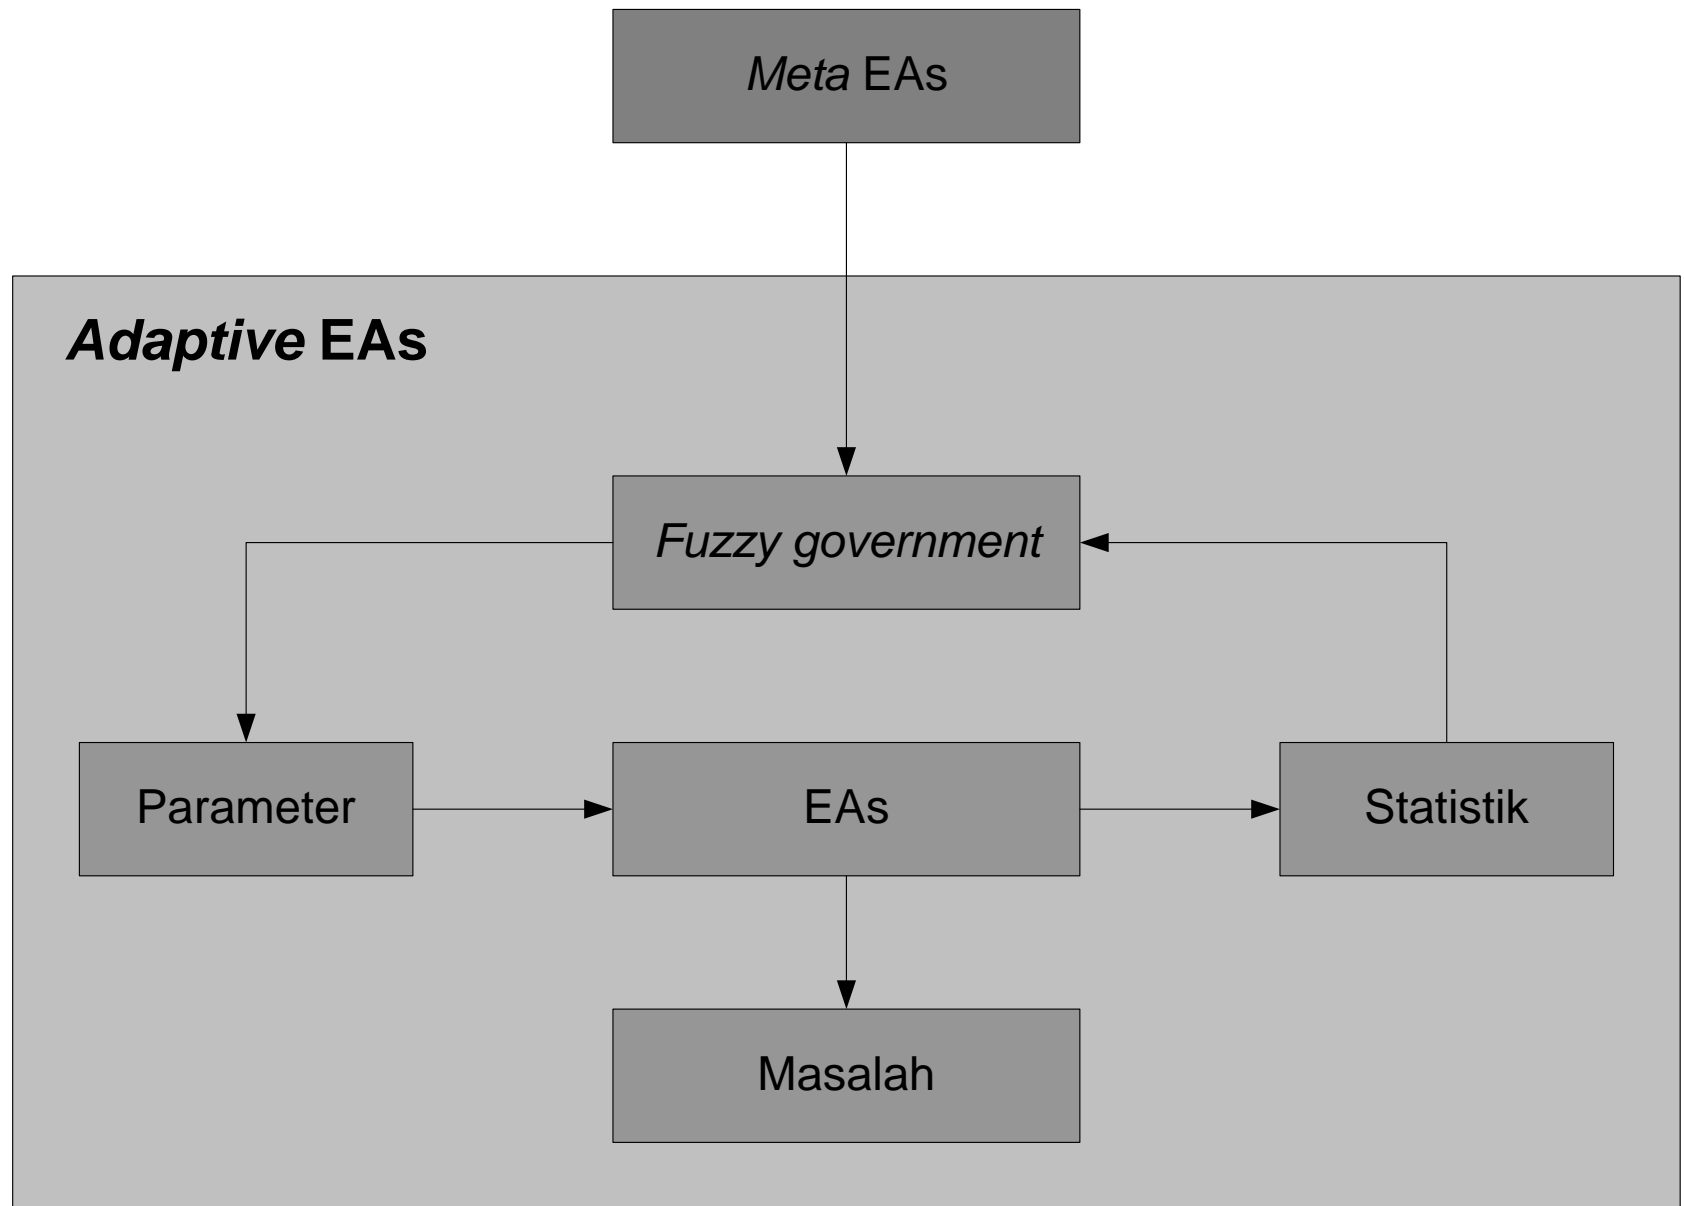 Meta EAs
Adaptive EAs
Fuzzy government
Parameter
EAs
Statistik
Masalah